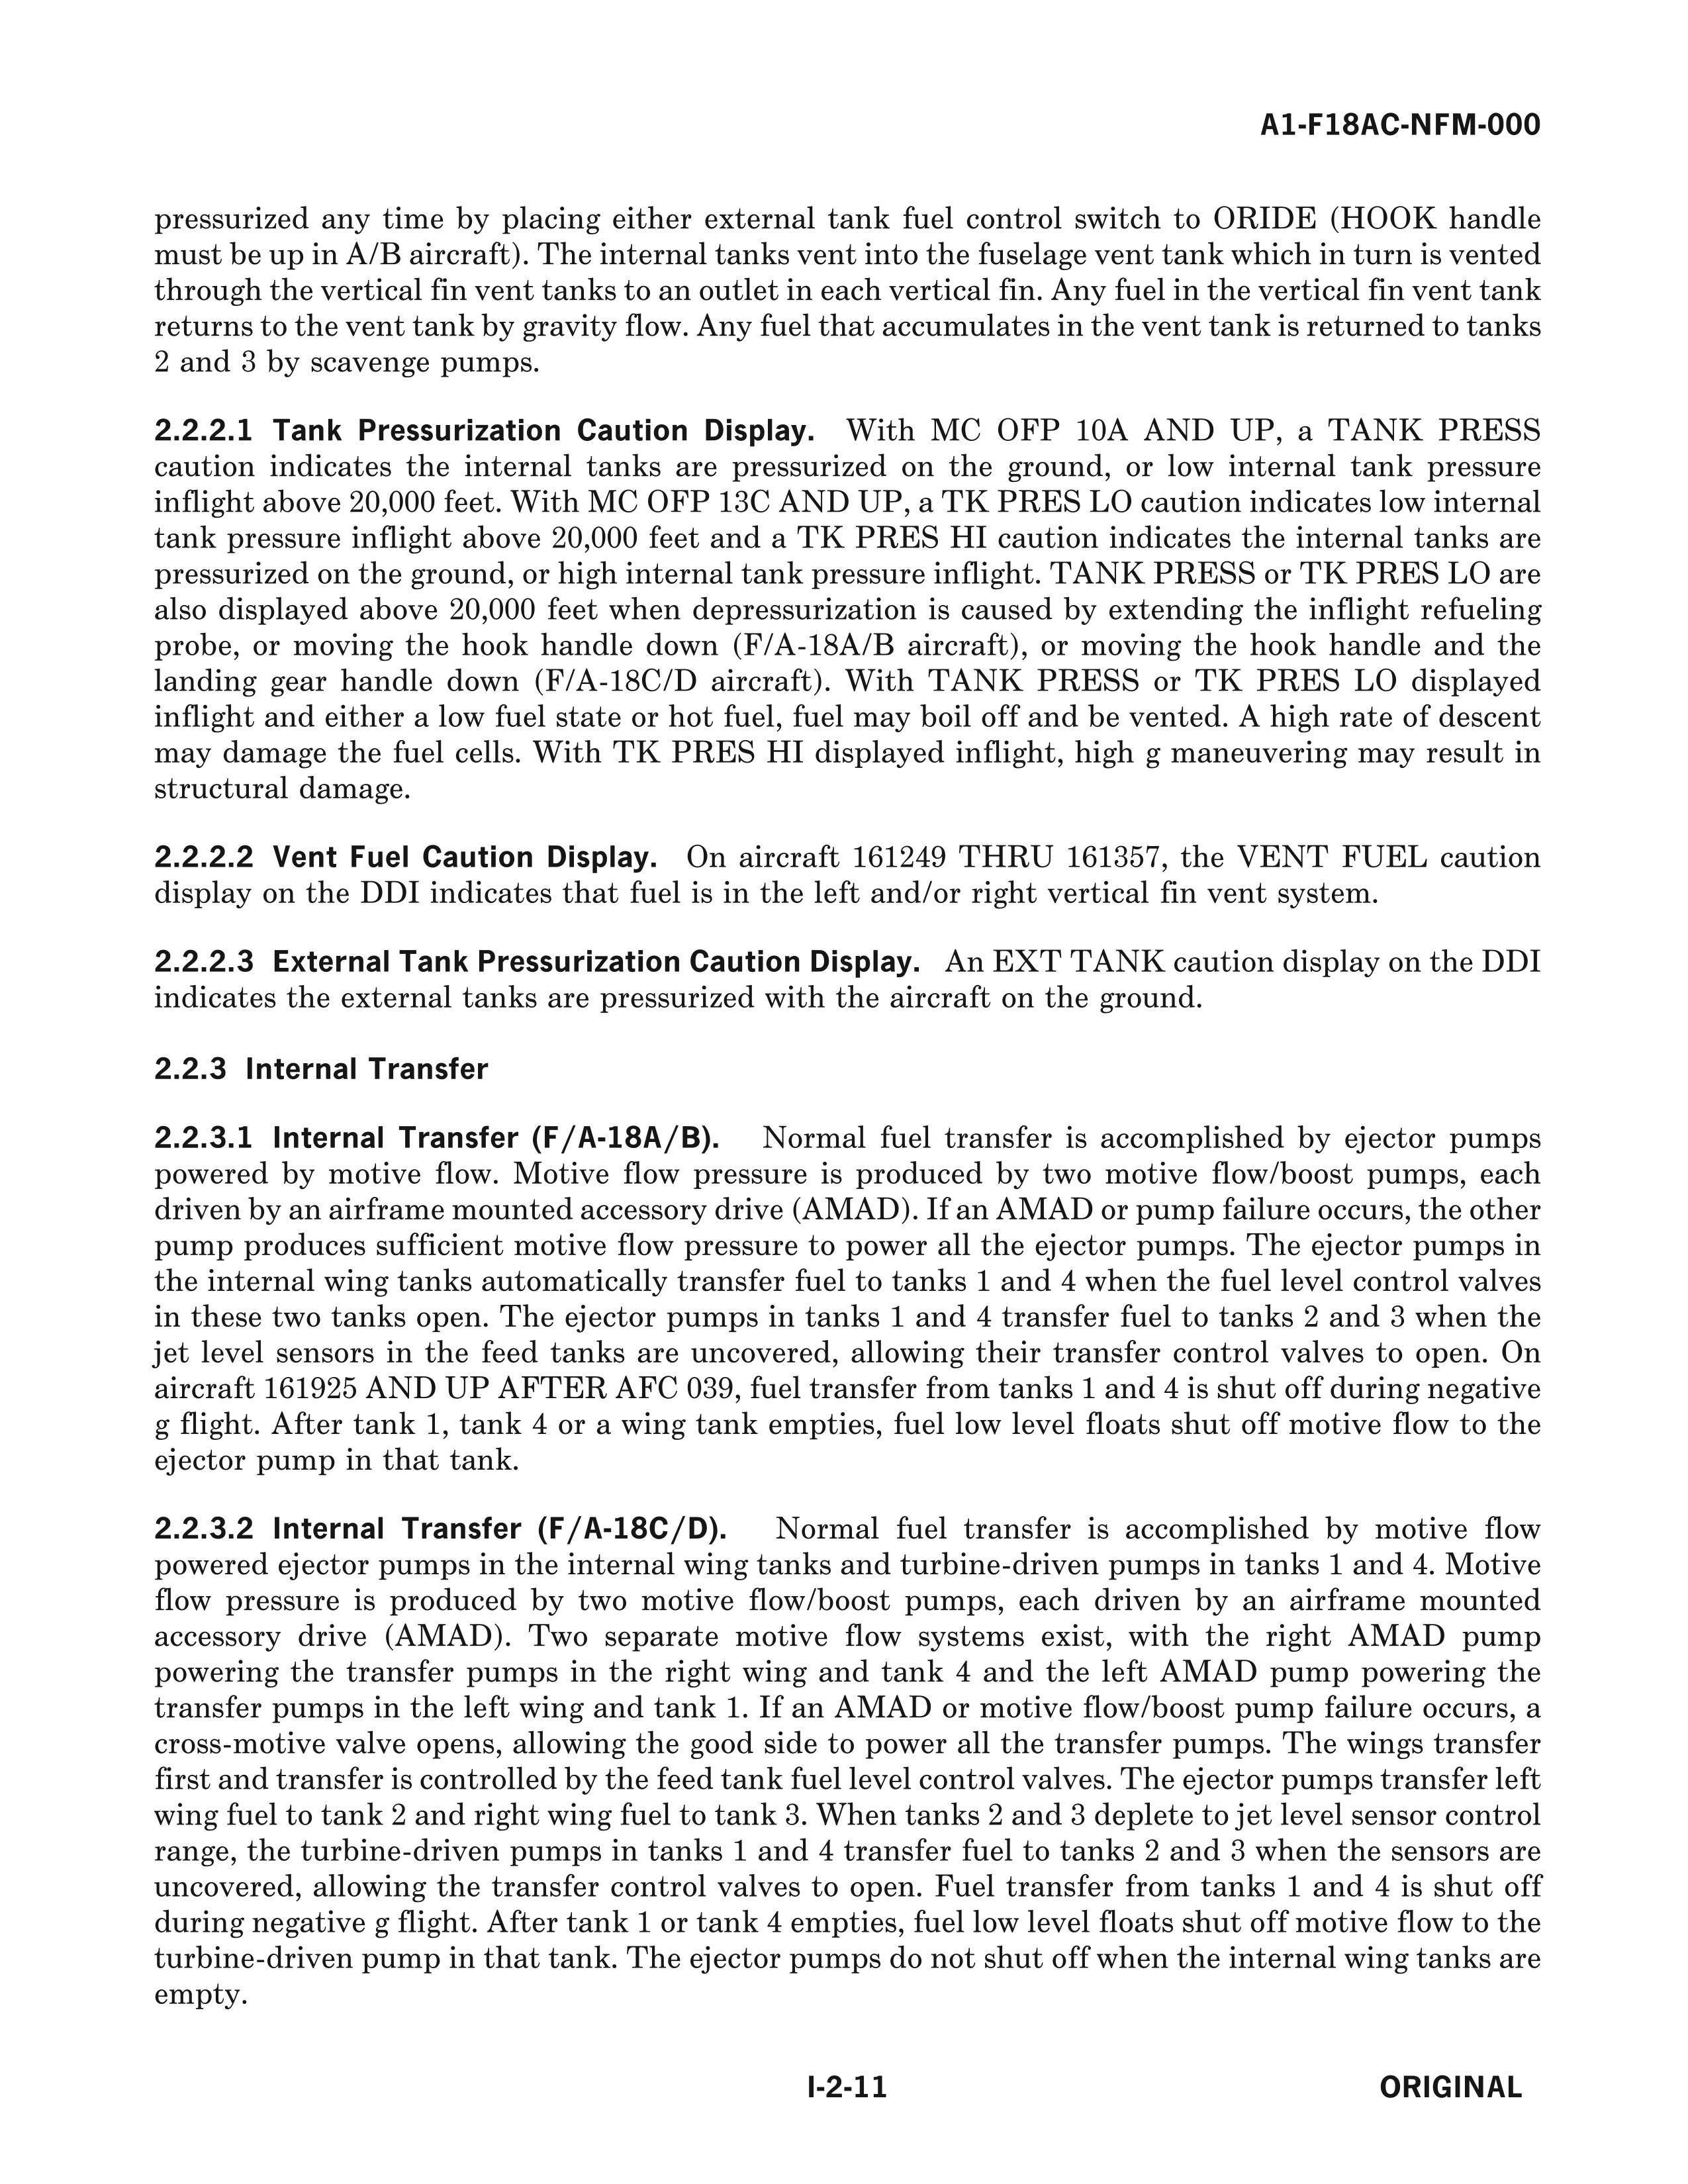 A1-F18AC-NFM-000
pressurized any time by placing either external tank fuel control switch to ORIDE (HOOK handle
must be up in A/B aircraft). The internal tanks vent into the fuselage vent tank which in turn is vented
through the vertical fin vent tanks to an outlet in each vertical fin. Any fuel in the vertical fin vent tank
returns to the vent tank by gravity flow. Any fuel that accumulates in the vent tank is returned to tanks
2 and 3 by scavenge pumps.
2.2.2.1 Tank Pressurization Caution Display. With MC OFP 10A AND UP, a TANK PRESS
caution indicates the internal tanks are pressurized on the ground, or low internal tank pressure
inflight above 20,000 feet. With MC OFP 13C AND UP, a TK PRES LO caution indicates low internal
tank pressure inflight above 20,000 feet and a TK PRES HI caution indicates the internal tanks are
pressurized on the ground, or high internal tank pressure inflight. TANK PRESS or TK PRES LO are
also displayed above 20,000 feet when depressurization is caused by extending the inflight refueling
probe, or moving the hook handle down (F/A-18A/B aircraft), or moving the hook handle and the
landing gear handle down (F/A-18C/D aircraft). With TANK PRESS or TK PRES LO displayed
inflight and either a low fuel state or hot fuel, fuel may boil off and be vented. A high rate of descent
may damage the fuel cells. With TK PRES HI displayed inflight, high g maneuvering may result in
structural damage.
2.2.2.2 Vent Fuel Caution Display. On aircraft 161249 THRU 161357, the VENT FUEL caution
display on the DDI indicates that fuel is in the left and/or right vertical fin vent system.
2.2.2.3 External Tank Pressurization Caution Display. An EXT TANK caution display on the DDI
indicates the external tanks are pressurized with the aircraft on the ground.
2.2.3 Internal Transfer
2.2.3.1 Internal Transfer (F/A-18A/B). Normal fuel transfer is accomplished by ejector pumps
powered by motive flow. Motive flow pressure is produced by two motive flow/boost pumps, each
driven by an airframe mounted accessory drive (AMAD). If an AMAD or pump failure occurs, the other
pump produces sufficient motive flow pressure to power all the ejector pumps. The ejector pumps in
the internal wing tanks automatically transfer fuel to tanks 1 and 4 when the fuel level control valves
in these two tanks open. The ejector pumps in tanks 1 and 4 transfer fuel to tanks 2 and 3 when the
jet level sensors in the feed tanks are uncovered, allowing their transfer control valves to open. On
aircraft 161925 AND UP AFTER AFC 039, fuel transfer from tanks 1 and 4 is shut off during negative
g flight. After tank 1, tank 4 or a wing tank empties, fuel low level floats shut off motive flow to the
ejector pump in that tank.
2.2.3.2 Internal Transfer (F/A-18C/D). Normal fuel transfer is accomplished by motive flow
powered ejector pumps in the internal wing tanks and turbine-driven pumps in tanks 1 and 4. Motive
flow pressure is produced by two motive flow/boost pumps, each driven by an airframe mounted
accessory drive (AMAD). Two separate motive flow systems exist, with the right AMAD pump
powering the transfer pumps in the right wing and tank 4 and the left AMAD pump powering the
transfer pumps in the left wing and tank 1. If an AMAD or motive flow/boost pump failure occurs, a
cross-motive valve opens, allowing the good side to power all the transfer pumps. The wings transfer
first and transfer is controlled by the feed tank fuel level control valves. The ejector pumps transfer left
wing fuel to tank 2 and right wing fuel to tank 3. When tanks 2 and 3 deplete to jet level sensor control
range, the turbine-driven pumps in tanks 1 and 4 transfer fuel to tanks 2 and 3 when the sensors are
uncovered, allowing the transfer control valves to open. Fuel transfer from tanks 1 and 4 is shut off
during negative g flight. After tank 1 or tank 4 empties, fuel low level floats shut off motive flow to the
turbine-driven pump in that tank. The ejector pumps do not shut off when the internal wing tanks are
empty.
I-2-11
ORIGINAL